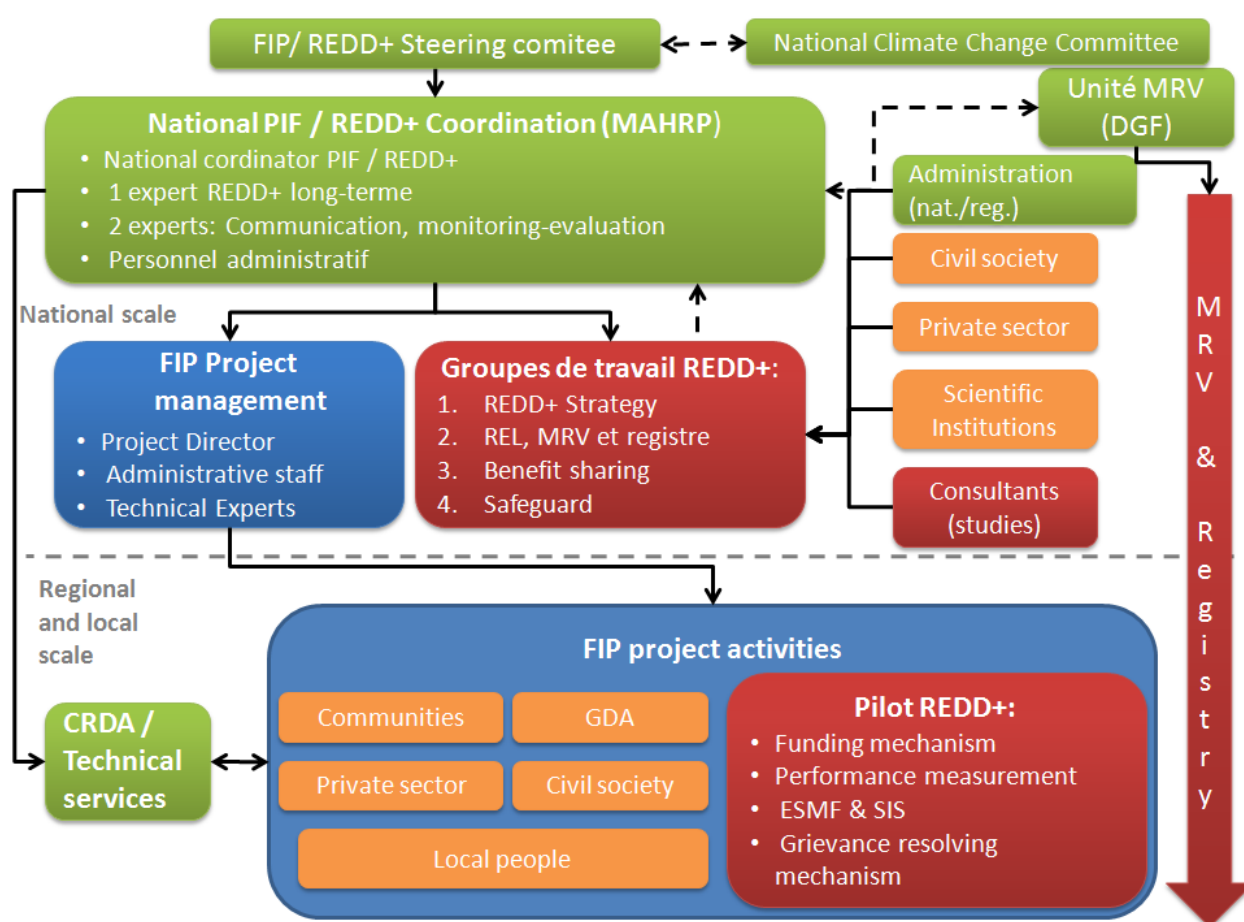 FIP/ REDD+ Steering comitee
National Climate Change Committee
Unité MRV
(DGF)
National PIF / REDD+ Coordination (MAHRP)
• National cordinator PIF / REDD+
• 1 expert REDD+ long-terme
• 2 experts: Communication, monitoring-evaluation
• Personnel administratif
Administration
(nat./reg.)
Civil society
Private sector
Scientific
Institutions
Consultants
(studies)
National scale
FIP Project
management
• Project Director
• Administrative staff
• Technical Experts
Groupes de travail REDD+:
1. REDD+ Strategy
2. REL, MRV et registre
3. Benefit sharing
4. Safeguard
MRV & Registry
Regional
and local
scale
CRDA /
Technical
services
FIP project activities
Communities
GDA
Private sector
Civil society
Local people
Pilot REDD+:
• Funding mechanism
• Performance measurement
• ESMF & SIS
• Grievance resolving
mechanism